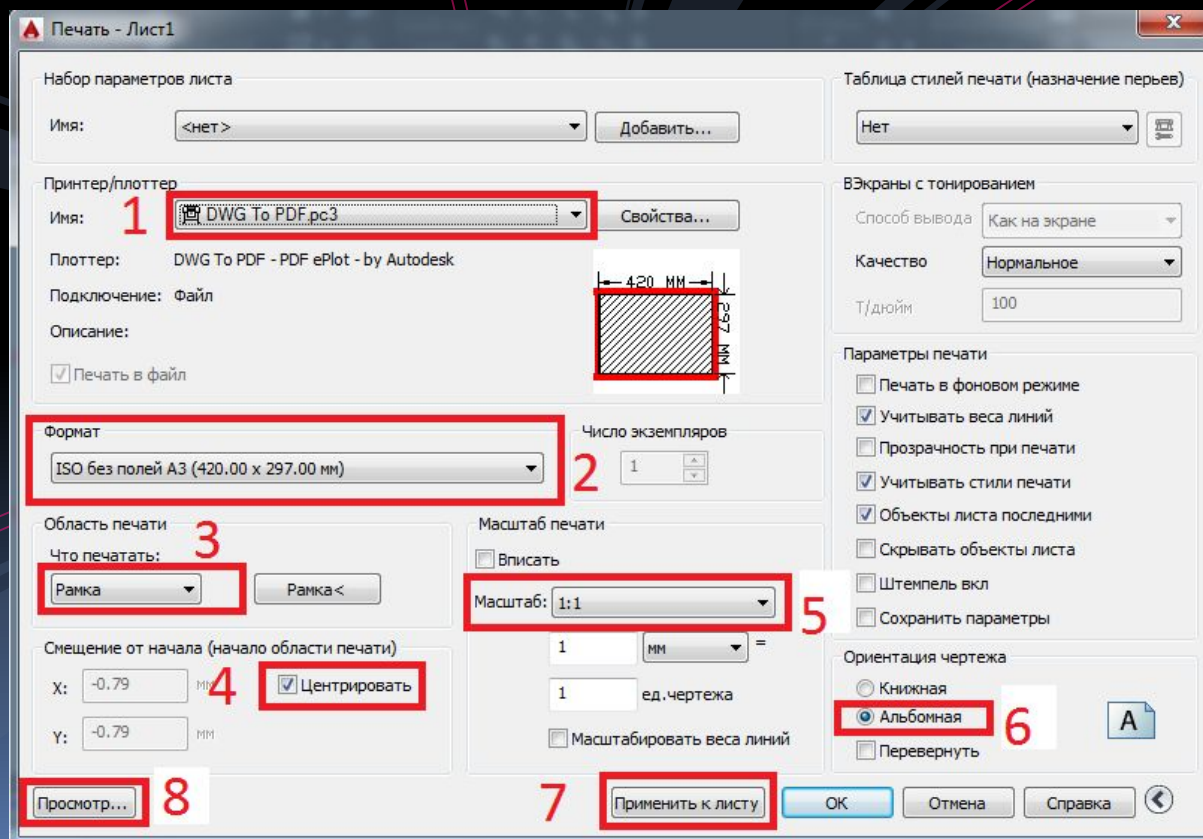 Печать - Лист1
Набор параметров листа
Имя: <нет> Добавить...
Таблица стилей печати (назначение перьев)
Нет
Принтер/плоттер
Имя: 1 DWG To PDF.pc3 Свойства...
Плоттер: DWG To PDF - PDF ePlot - by Autodesk
Подключение: Файл
Описание:
Печать в файл
420 MM
297 MM
ВЭкраны с тонированием
Способ вывода Как на экране
Качество Нормальное
Т/дюйм 100
Формат
ISO без полей A3 (420.00 x 297.00 мм) 2
Число экземпляров
1
Параметры печати
Печать в фоновом режиме
Учитывать веса линий
Прозрачность при печати
Учитывать стили печати
Объекты листа последними
Скрывать объекты листа
Штемпель вкл
Сохранить параметры
Область печати
3
Что печатать:
Рамка Рамка<
Масштаб печати
Вписать
Масштаб: 1:1 5
1 мм =
1 ед.чертежа
Масштабировать веса линий
Смещение от начала (начало области печати)
X: -0.79 мм 4 Центрировать
Y: -0.79 мм
Ориентация чертежа
Книжная
Альбомная 6
A
Перевернуть
Просмотр... 8
7 Применить к листу OK Отмена Справка